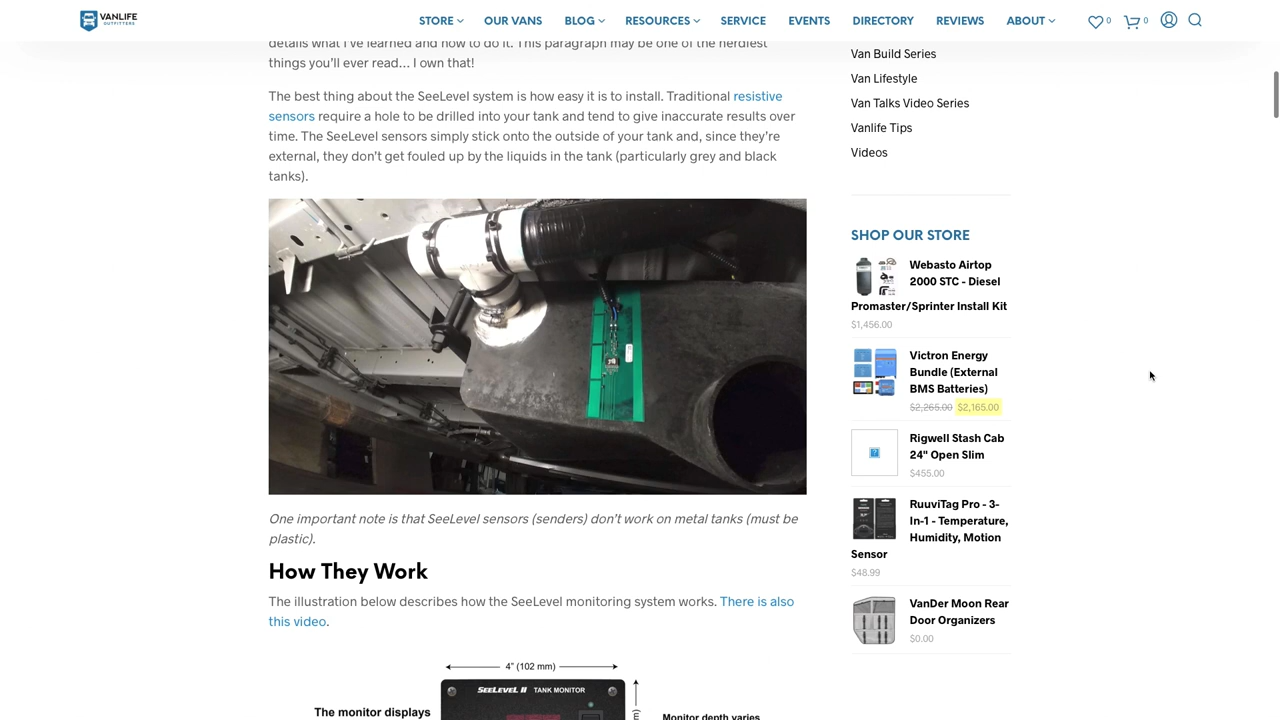 VANLIFE
OUTFITTERS
STORE OUR VANS BLOG RESOURCES SERVICE EVENTS DIRECTORY REVIEWS ABOUT 0 0
details what I've learned and how to do it. This paragraph may be one of the nerdiest
things you'll ever read... I own that!
The best thing about the SeeLevel system is how easy it is to install. Traditional resistive
sensors require a hole to be drilled into your tank and tend to give inaccurate results over
time. The SeeLevel sensors simply stick onto the outside of your tank and, since they're
external, they don't get fouled up by the liquids in the tank (particularly grey and black
tanks).
One important note is that SeeLevel sensors (senders) don't work on metal tanks (must be
plastic).
How They Work
The illustration below describes how the SeeLevel monitoring system works. There is also
this video.
4" (102 mm)
SEELEVEL II TANK MONITOR
The monitor displays
Monitor depth varies
Van Build Series
Van Lifestyle
Van Talks Video Series
Vanlife Tips
Videos
SHOP OUR STORE
Webasto Airtop
2000 STC - Diesel
Promaster/Sprinter Install Kit
$1,456.00
Victron Energy
Bundle (External
BMS Batteries)
$2,265.00 $2,165.00
Rigwell Stash Cab
24" Open Slim
$455.00
RuuviTag Pro - 3-
In-1 - Temperature,
Humidity, Motion
Sensor
$48.99
VanDer Moon Rear
Door Organizers
$0.00